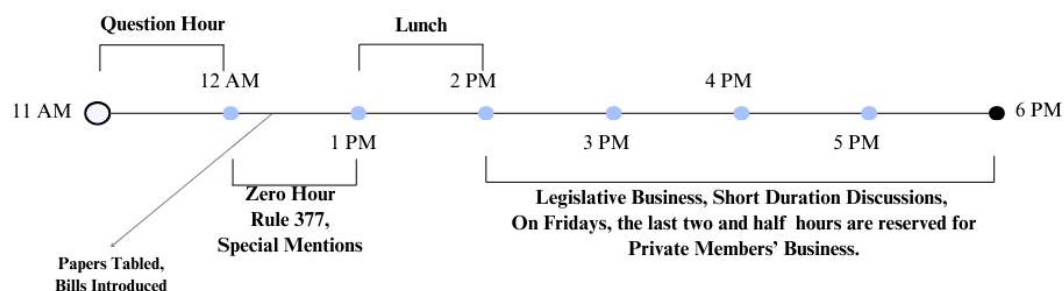 Question Hour
Lunch
12 AM
2 PM
4 PM
11 AM
6 PM
1 PM
3 PM
5 PM
Zero Hour
Rule 377,
Special Mentions
Legislative Business, Short Duration Discussions,
On Fridays, the last two and half hours are reserved for
Private Members' Business.
Papers Tabled,
Bills Introduced